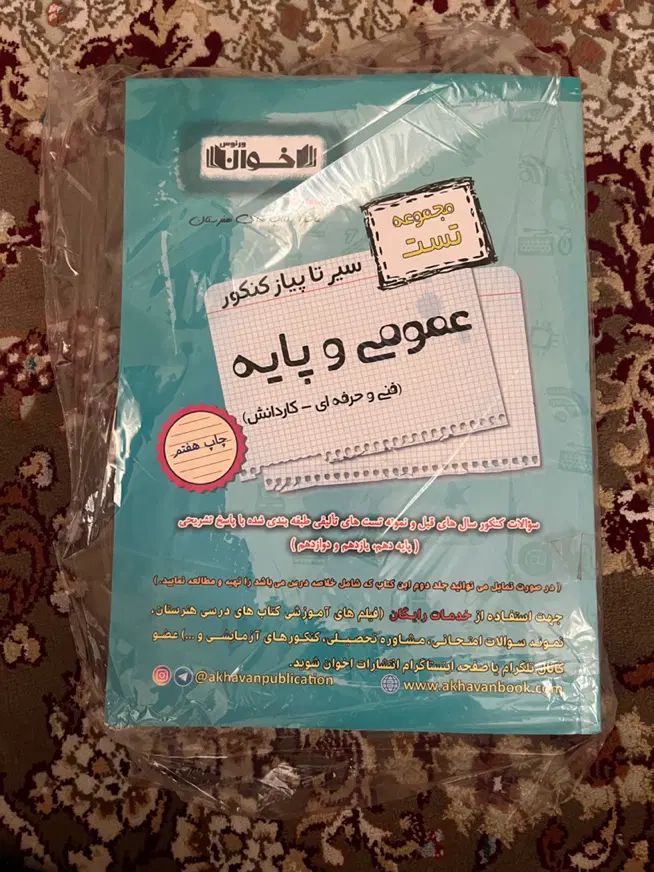 ورنوس
اخوان
مجموعه
تست
سیر تا پیاز کنکور
عمومی و پایه
(فنی و حرفه ای - کاردانش)
چاپ هفتم
سؤالات کنکور سال های قبل و نمونه تست های تألیفی طبقه بندی شده با پاسخ تشریحی
( پایه دهم، یازدهم و دوازدهم )
( در صورت تمایل می توانید جلد دوم این کتاب که شامل خلاصه درس می باشد را تهیه و مطالعه نمایید. )
جهت استفاده از خدمات رایگان (فیلم های آموزشی کتاب های درسی هنرستان،
نمونه سوالات امتحانی، مشاوره تحصیلی، کنکورهای آزمایشی و ...) عضو
کانال تلگرام یا صفحه اینستاگرام انتشارات اخوان شوید.
@akhavanpublication
www.akhavanbook.com